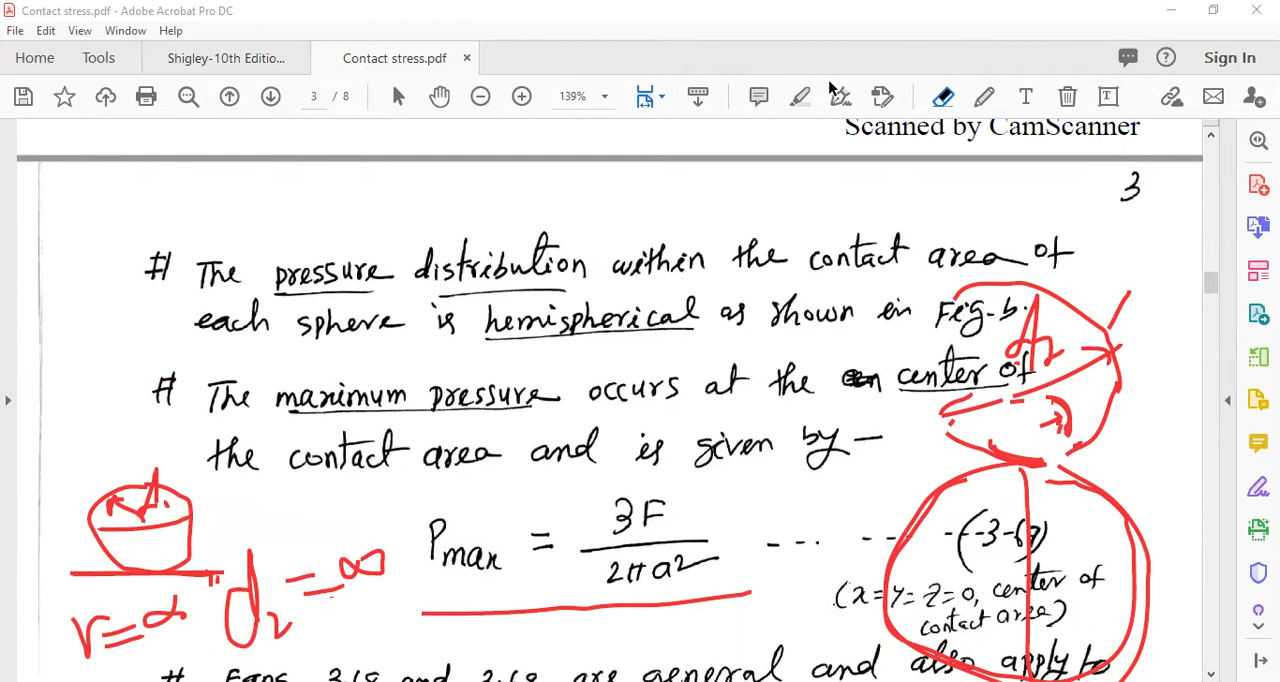 Contact stress.pdf - Adobe Acrobat Pro DC
File Edit View Window Help
Home Tools Shigley-10th Editio... Contact stress.pdf × Sign In
3 / 8 139%
Scanned by CamScanner
3
# The pressure distribution within the contact area of
each sphere is hemispherical as shown in Fig-b.
# The maximum pressure occurs at the center of
the contact area and is given by —
Pmax = 3F / 2πa² --- · -- · - (-3-69)
(x = y = z = 0, center of
contact area)
d₂ = ∞
r = α
# Eqns 3.68 and 3.69 are general and also apply to